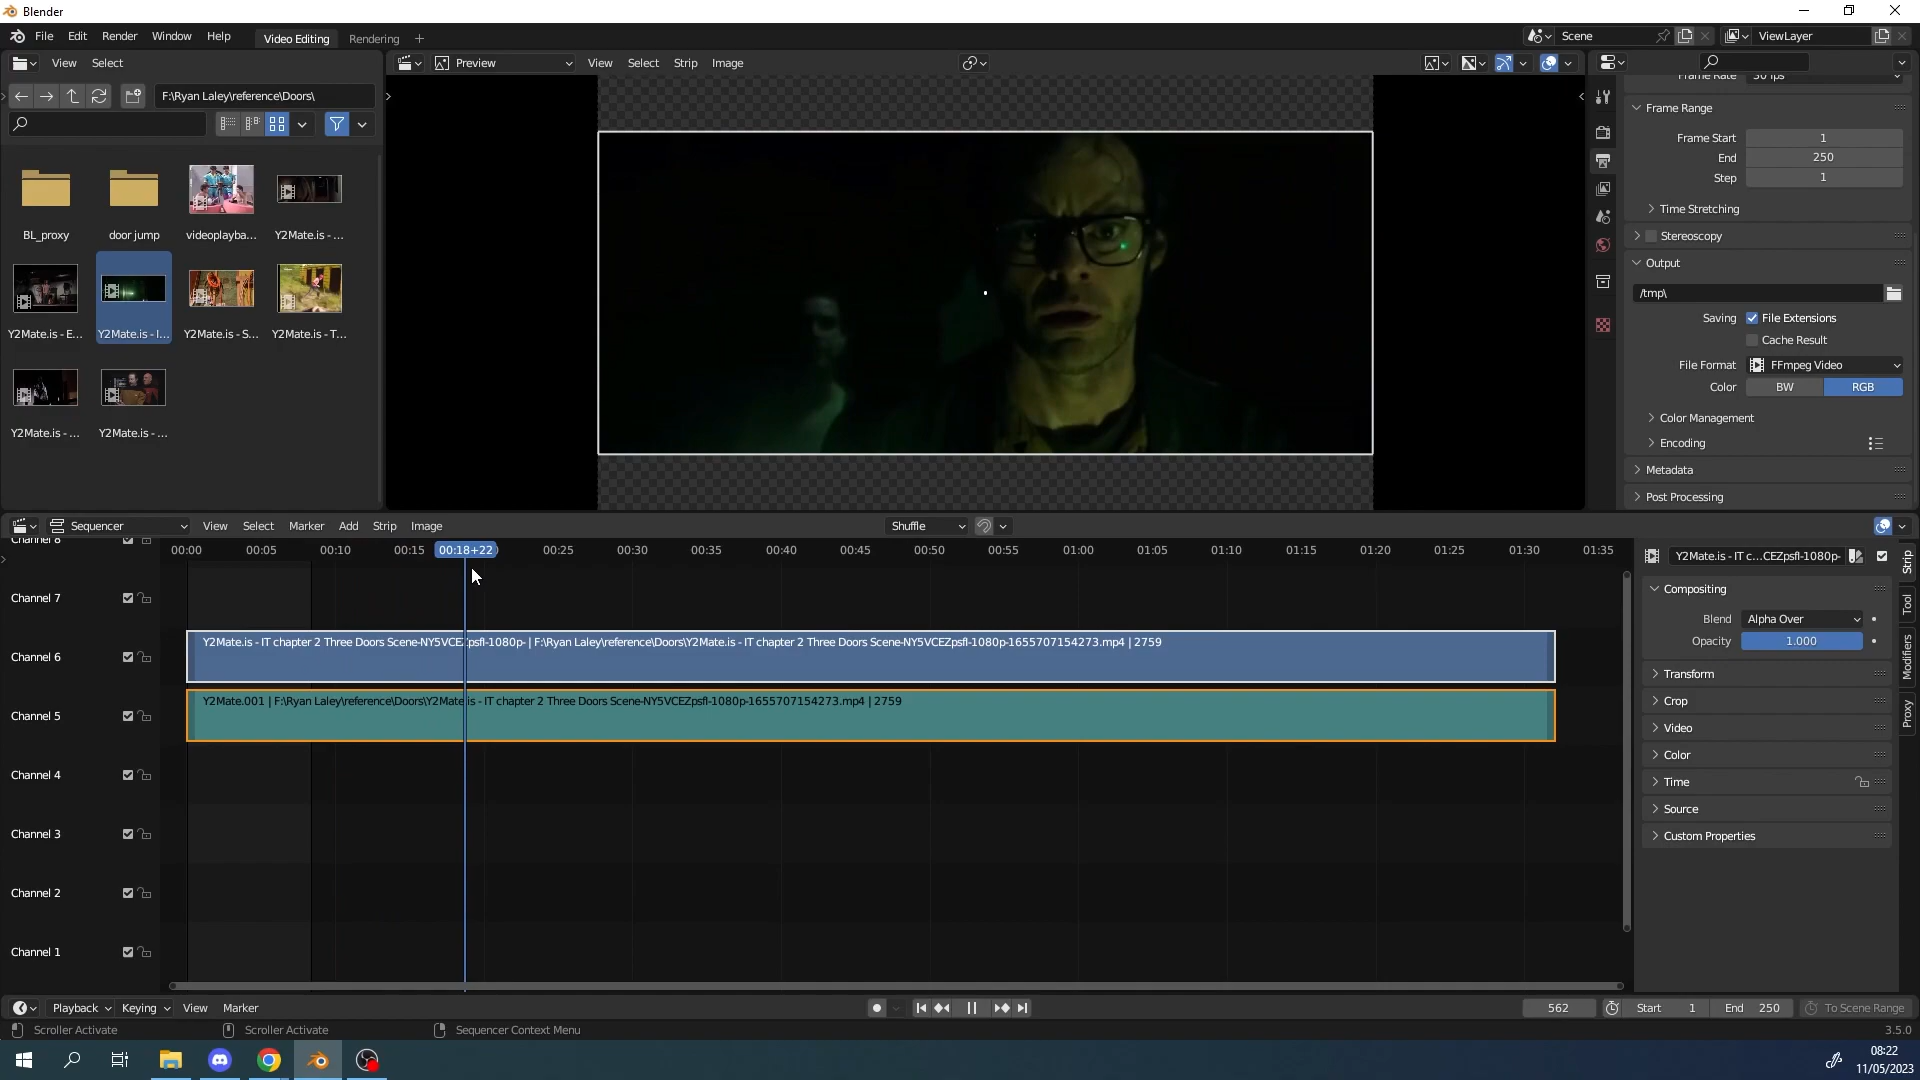 Blender
File Edit Render Window Help
Video Editing Rendering +
Scene
ViewLayer
View Select
Preview
View Select Strip Image
F:\Ryan Laley\reference\Doors\
BL_proxy door jump videoplayba... Y2Mate.is - ...
Y2Mate.is - E... Y2Mate.is - I... Y2Mate.is - S... Y2Mate.is - T...
Y2Mate.is - ... Y2Mate.is - ...
Frame Rate 30 fps
Frame Range
Frame Start 1
End 250
Step 1
Time Stretching
Stereoscopy
Output
/tmp\
Saving File Extensions
Cache Result
File Format FFmpeg Video
Color BW RGB
Color Management
Encoding
Metadata
Post Processing
Sequencer View Select Marker Add Strip Image Shuffle
00:00 00:05 00:10 00:15 00:18+22 00:25 00:30 00:35 00:40 00:45 00:50 00:55 01:00 01:05 01:10 01:15 01:20 01:25 01:30 01:35
Channel 8
Channel 7
Channel 6
Y2Mate.is - IT chapter 2 Three Doors Scene-NY5VCEZpsfI-1080p- | F:\Ryan Laley\reference\Doors\Y2Mate.is - IT chapter 2 Three Doors Scene-NY5VCEZpsfI-1080p-1655707154273.mp4 | 2759
Channel 5
Y2Mate.001 | F:\Ryan Laley\reference\Doors\Y2Mate.is - IT chapter 2 Three Doors Scene-NY5VCEZpsfI-1080p-1655707154273.mp4 | 2759
Channel 4
Channel 3
Channel 2
Channel 1
Y2Mate.is - IT c...CEZpsfI-1080p-
Compositing
Blend Alpha Over
Opacity 1.000
Transform
Crop
Video
Color
Time
Source
Custom Properties
Strip
Tool
Modifiers
Proxy
Playback Keying View Marker
562 Start 1 End 250 To Scene Range
Scroller Activate Scroller Activate Sequencer Context Menu
3.5.0
08:22
11/05/2023